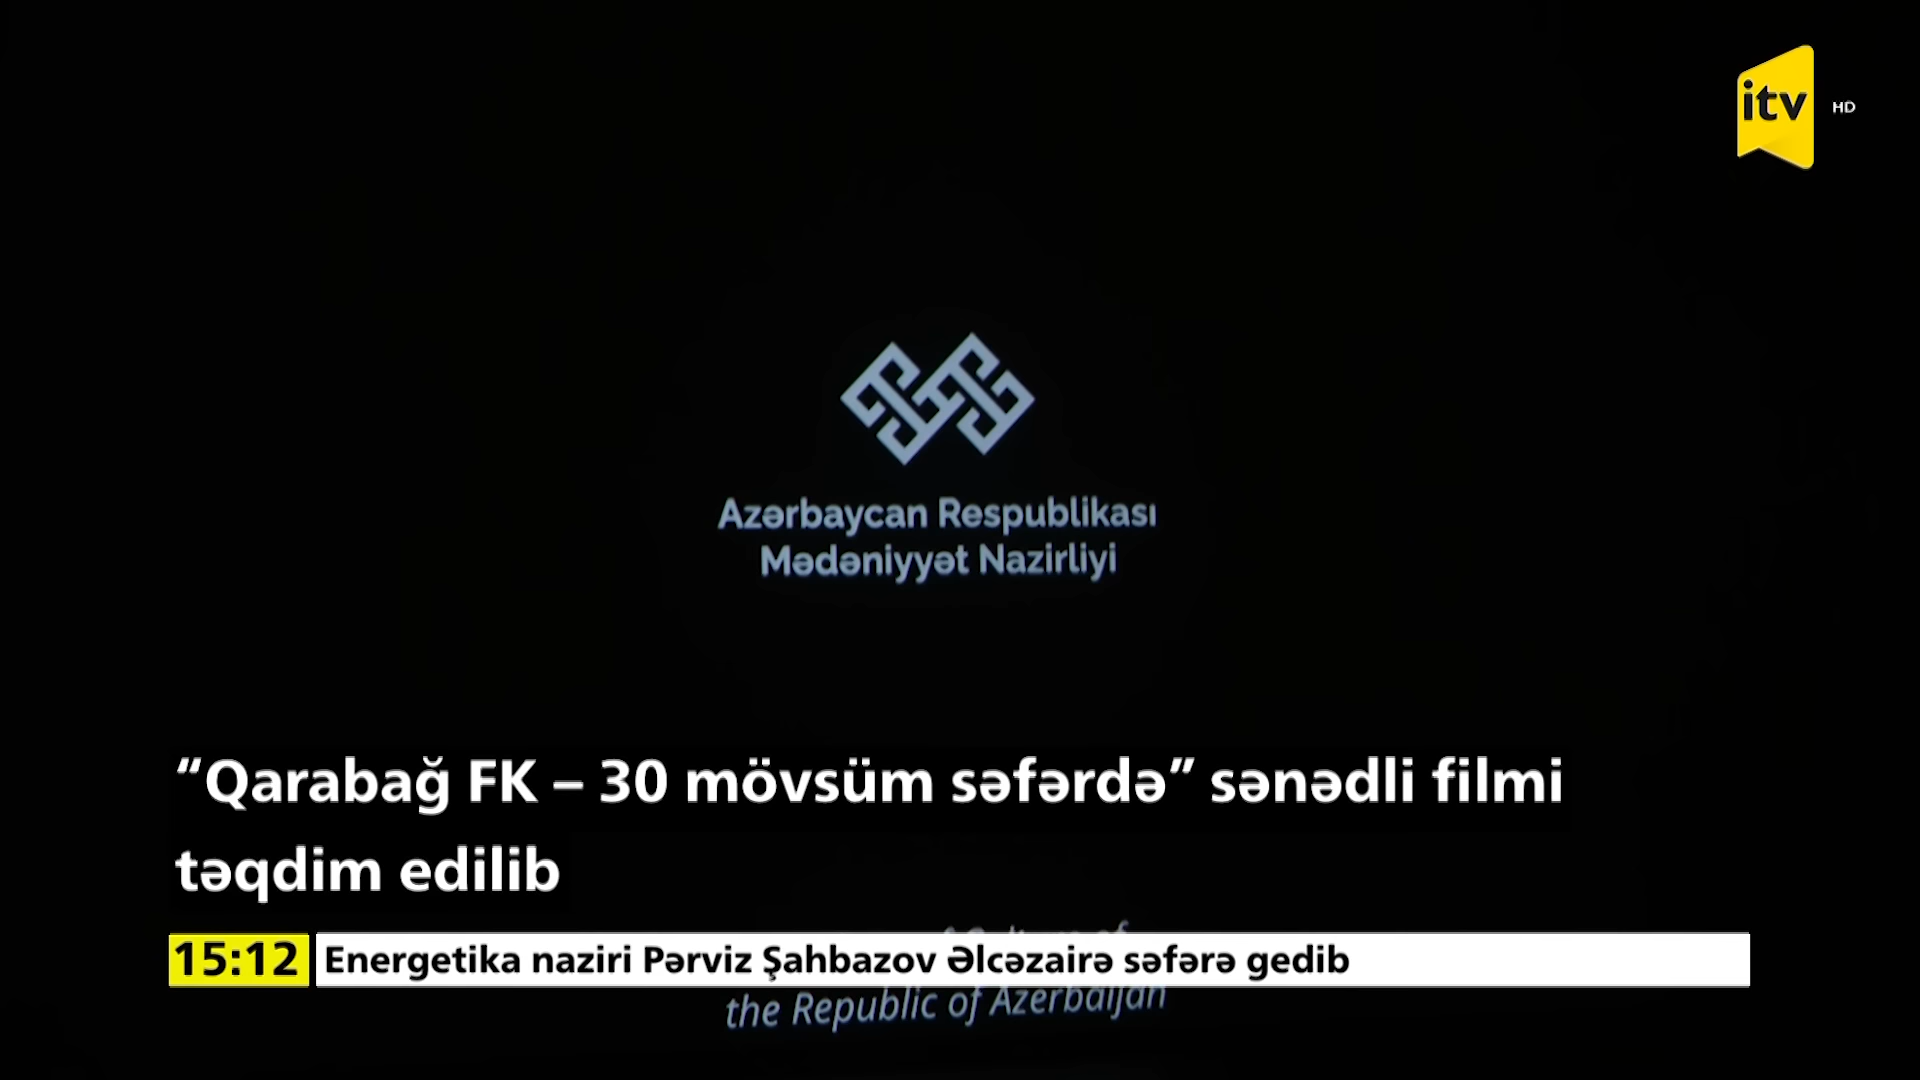 itv HD
Azərbaycan Respublikası
Mədəniyyət Nazirliyi
“Qarabağ FK – 30 mövsüm səfərdə” sənədli filmi
təqdim edilib
15:12 Energetika naziri Pərviz Şahbazov Əlcəzairə səfərə gedib
the Republic of Azerbaijan